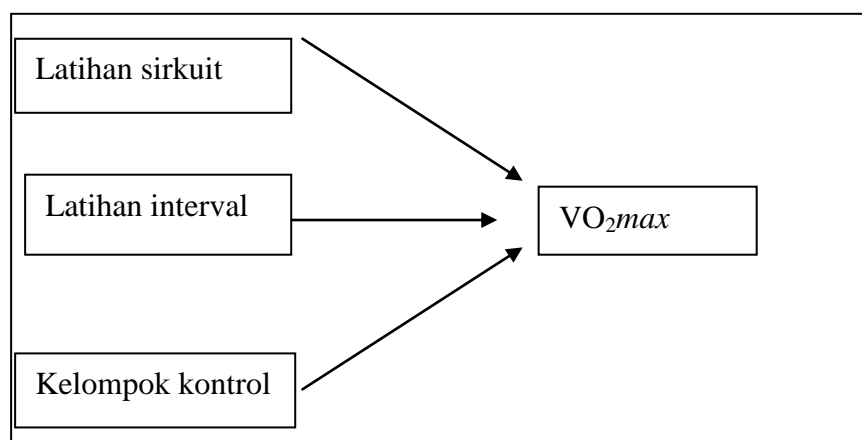 Latihan sirkuit
Latihan interval
VO₂max
Kelompok kontrol